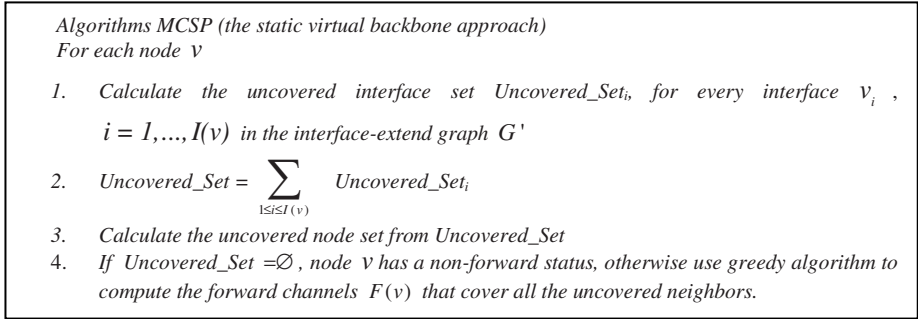 Algorithms MCSP (the static virtual backbone approach)
For each node v
1. Calculate the uncovered interface set Uncovered_Setᵢ, for every interface vᵢ ,
i = 1,..., I(v) in the interface-extend graph G'
2. Uncovered_Set = ∑ Uncovered_Setᵢ
1≤i≤I(v)
3. Calculate the uncovered node set from Uncovered_Set
4. If Uncovered_Set =∅ , node v has a non-forward status, otherwise use greedy algorithm to
compute the forward channels F(v) that cover all the uncovered neighbors.